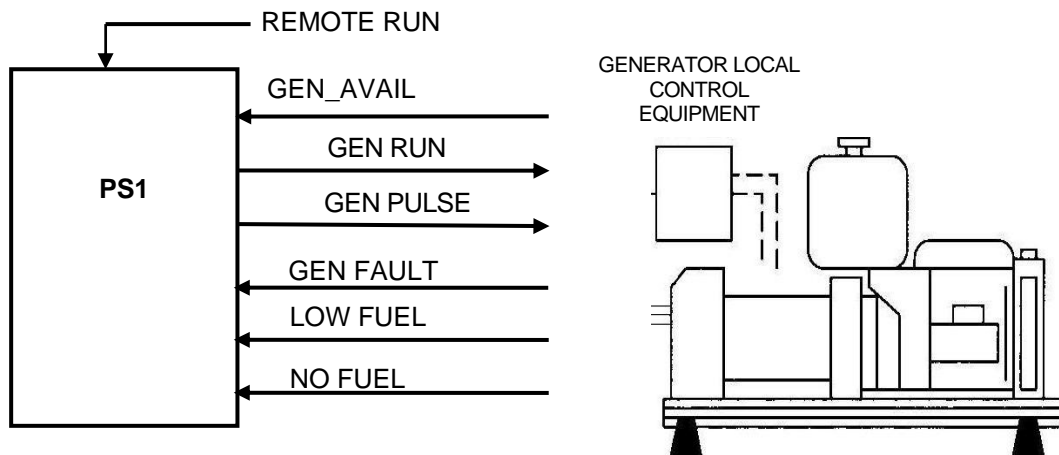 REMOTE RUN
GEN_AVAIL
GEN RUN
PS1
GEN PULSE
GEN FAULT
LOW FUEL
NO FUEL
GENERATOR LOCAL
CONTROL
EQUIPMENT